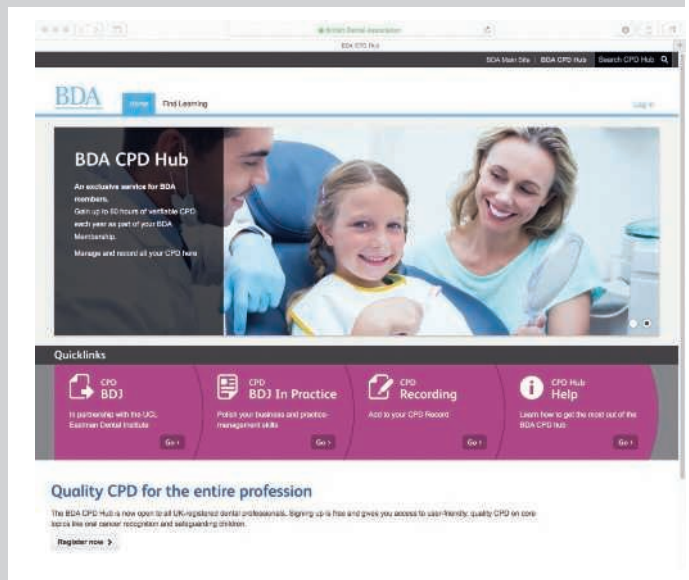 British Dental Association
BDA CPD Hub
BDA Main Site | BDA CPD Hub Search CPD Hub
BDA Home Find Learning Log in
BDA CPD Hub
An exclusive service for BDA
members.
Gain up to 60 hours of verifiable CPD
each year as part of your BDA
Membership.
Manage and record all your CPD here
Quicklinks
CPD
BDJ
In partnership with the UCL
Eastman Dental Institute
Go ›
CPD
BDJ In Practice
Polish your business and practice-
management skills
Go ›
CPD
Recording
Add to your CPD Record
Go ›
CPD Hub
Help
Learn how to get the most out of the
BDA CPD hub
Go ›
Quality CPD for the entire profession
The BDA CPD Hub is now open to all UK-registered dental professionals. Signing up is free and gives you access to user-friendly, quality CPD on core
topics like oral cancer recognition and safeguarding children.
Register now ›